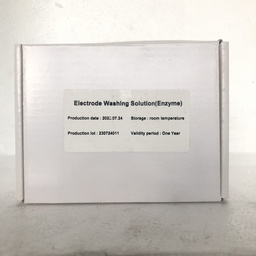 Electrode Washing Solution(Enzyme)
Production date : 2023.07.24 Storage : room temperature
Production lot : 230724011 Validity period : One Year